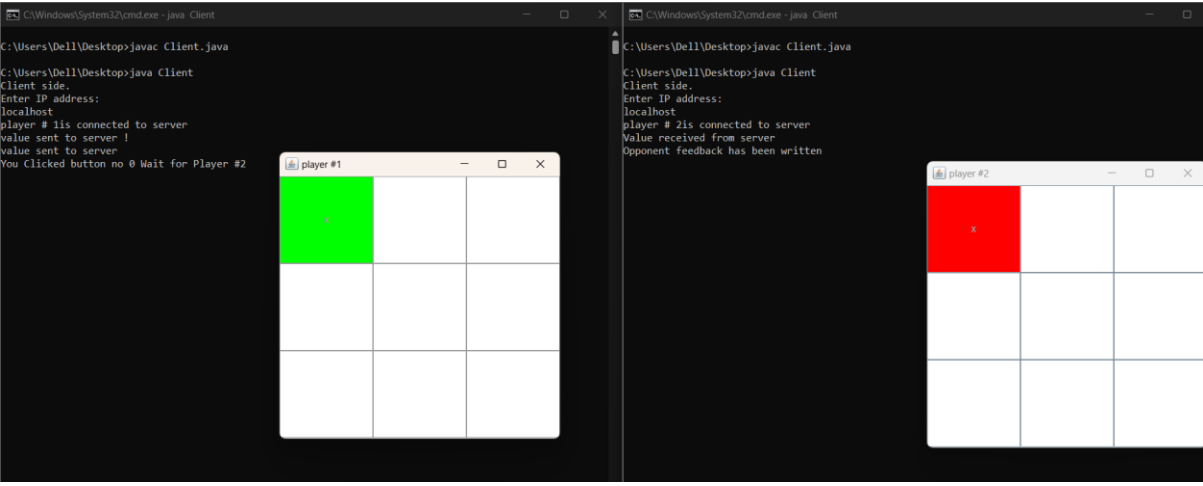 C:\Windows\System32\cmd.exe - java Client
C:\Users\Dell\Desktop>javac Client.java
C:\Users\Dell\Desktop>java Client
Client side.
Enter IP address:
localhost
player # 1is connected to server
value sent to server !
value sent to server
You Clicked button no 0 Wait for Player #2
player #1
X
C:\Windows\System32\cmd.exe - java Client
C:\Users\Dell\Desktop>javac Client.java
C:\Users\Dell\Desktop>java Client
Client side.
Enter IP address:
localhost
player # 2is connected to server
Value received from server
Opponent feedback has been written
player #2
X